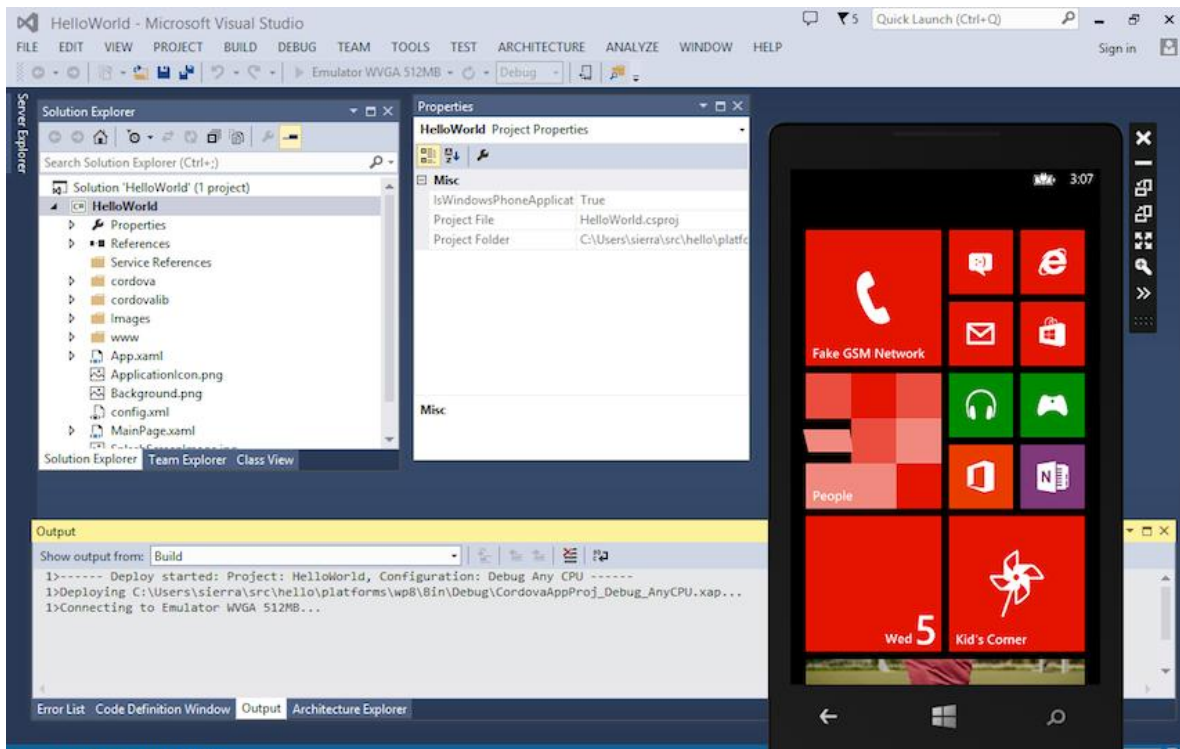 HelloWorld - Microsoft Visual Studio
5
Quick Launch (Ctrl+Q)
FILE EDIT VIEW PROJECT BUILD DEBUG TEAM TOOLS TEST ARCHITECTURE ANALYZE WINDOW HELP
Sign in
Emulator WVGA 512MB
Debug
Server Explorer
Solution Explorer
Search Solution Explorer (Ctrl+;)
Solution 'HelloWorld' (1 project)
C# HelloWorld
Properties
References
Service References
cordova
cordovalib
Images
www
App.xaml
ApplicationIcon.png
Background.png
config.xml
MainPage.xaml
Solution Explorer Team Explorer Class View
Properties
HelloWorld Project Properties
Misc
IsWindowsPhoneApplicat True
Project File HelloWorld.csproj
Project Folder C:\Users\sierra\src\hello\platfc
Misc
3:07
Fake GSM Network
People
N
Wed 5
Kid's Corner
Output
Show output from: Build
1>------ Deploy started: Project: HelloWorld, Configuration: Debug Any CPU ------
1>Deploying C:\Users\sierra\src\hello\platforms\wp8\Bin\Debug\CordovaAppProj_Debug_AnyCPU.xap...
1>Connecting to Emulator WVGA 512MB...
Error List Code Definition Window Output Architecture Explorer